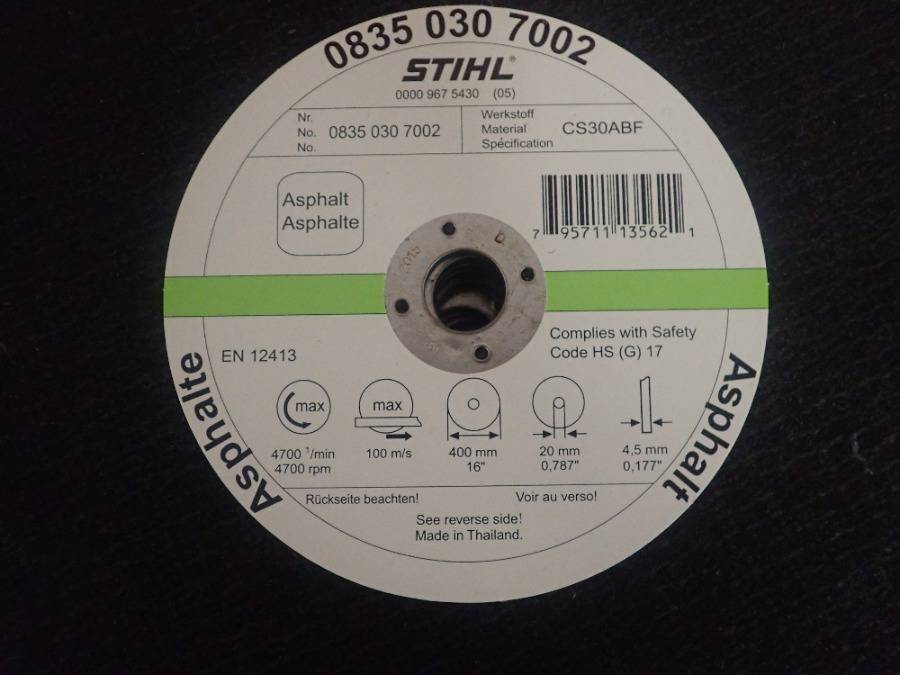 0835 030 7002
STIHL®
0000 967 5430 (05)
Nr.
No. 0835 030 7002
No.
Werkstoff
Material CS30ABF
Spécification
Asphalt
Asphalte
7 95711 13562 1
EN 12413
Complies with Safety
Code HS (G) 17
max
4700 ¹/min
4700 rpm
max
100 m/s
400 mm
16"
20 mm
0,787"
4,5 mm
0,177"
Asphalte
Asphalt
Rückseite beachten!
Voir au verso!
See reverse side!
Made in Thailand.